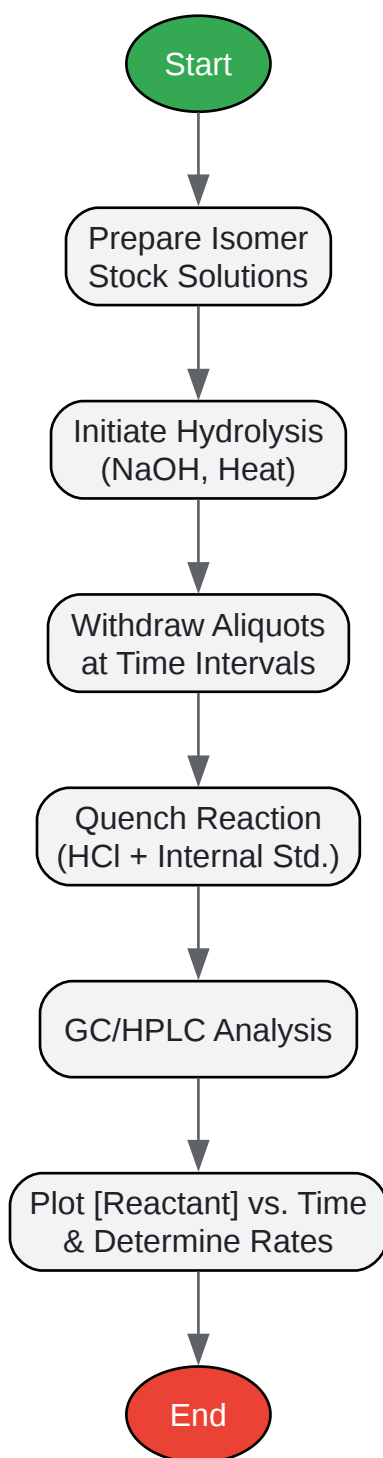 Start
Prepare Isomer
Stock Solutions
Initiate Hydrolysis
(NaOH, Heat)
Withdraw Aliquots
at Time Intervals
Quench Reaction
(HCl + Internal Std.)
GC/HPLC Analysis
Plot [Reactant] vs. Time
& Determine Rates
End